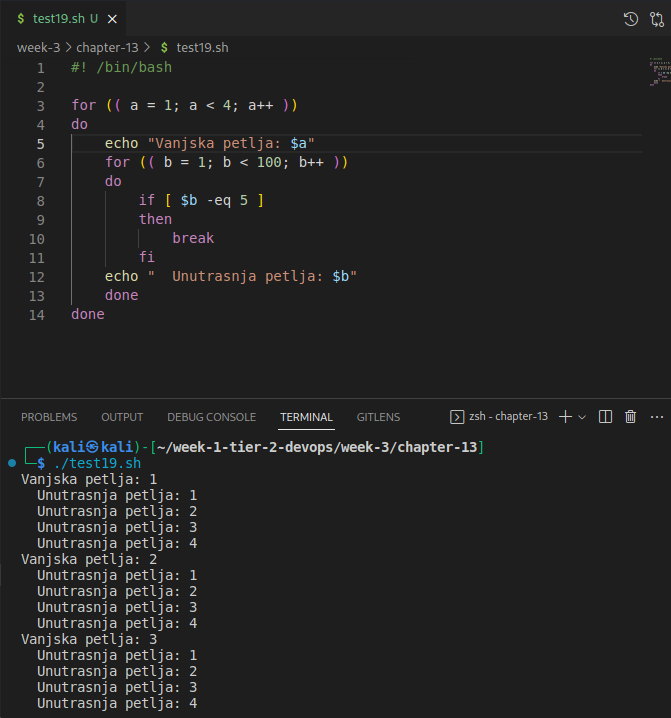 $ test19.sh U ×
week-3 > chapter-13 > $ test19.sh
1 #! /bin/bash
2
3 for (( a = 1; a < 4; a++ ))
4 do
5     echo "Vanjska petlja: $a"
6     for (( b = 1; b < 100; b++ ))
7     do
8         if [ $b -eq 5 ]
9         then
10             break
11         fi
12     echo "  Unutrasnja petlja: $b"
13     done
14 done
PROBLEMS OUTPUT DEBUG CONSOLE TERMINAL GITLENS zsh - chapter-13
┌──(kali㉿kali)-[~/week-1-tier-2-devops/week-3/chapter-13]
└─$ ./test19.sh
Vanjska petlja: 1
  Unutrasnja petlja: 1
  Unutrasnja petlja: 2
  Unutrasnja petlja: 3
  Unutrasnja petlja: 4
Vanjska petlja: 2
  Unutrasnja petlja: 1
  Unutrasnja petlja: 2
  Unutrasnja petlja: 3
  Unutrasnja petlja: 4
Vanjska petlja: 3
  Unutrasnja petlja: 1
  Unutrasnja petlja: 2
  Unutrasnja petlja: 3
  Unutrasnja petlja: 4